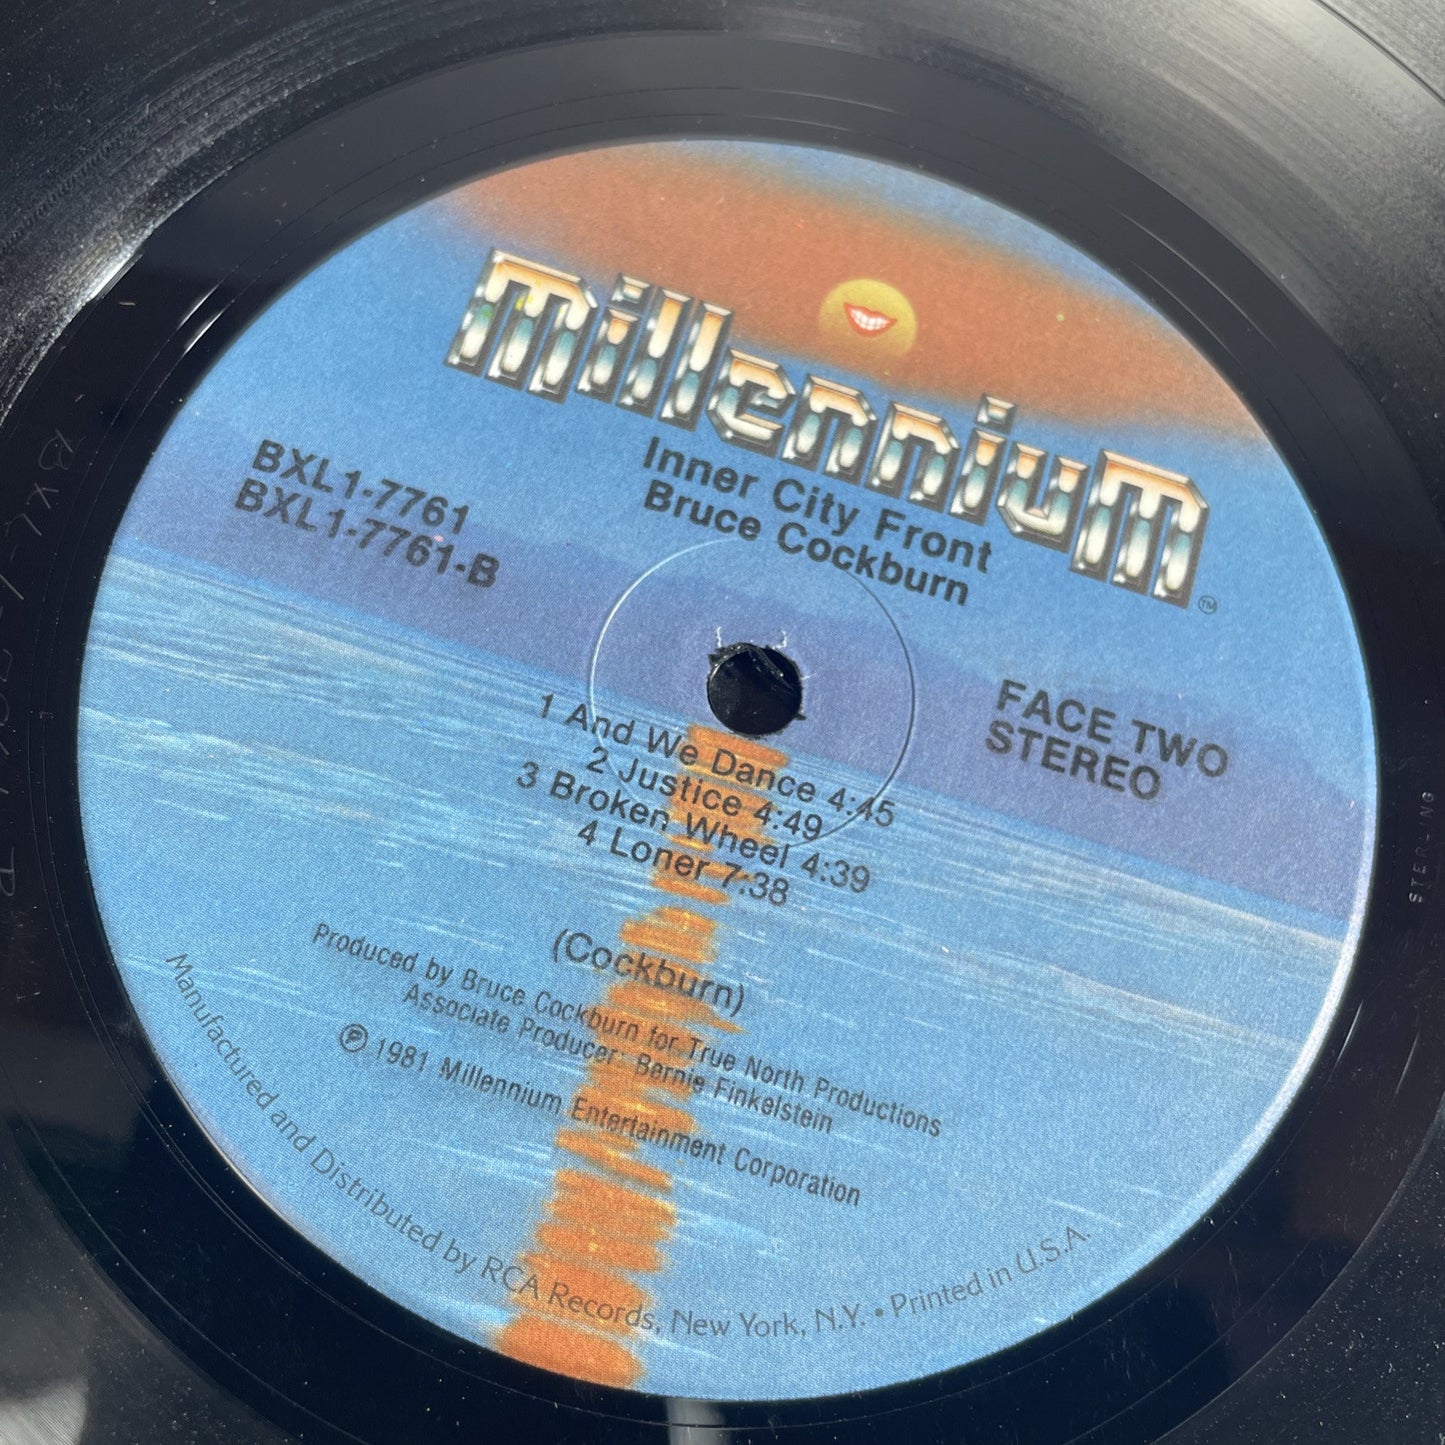 millennium
™
Inner City Front
Bruce Cockburn
BXL1-7761
BXL1-7761-B
FACE TWO
STEREO
1 And We Dance 4:45
2 Justice 4:49
3 Broken Wheel 4:39
4 Loner 7:38
(Cockburn)
Produced by Bruce Cockburn for True North Productions
Associate Producer: Bernie Finkelstein
℗ 1981 Millennium Entertainment Corporation
Manufactured and Distributed by RCA Records, New York, N.Y. • Printed in U.S.A.
STERLING